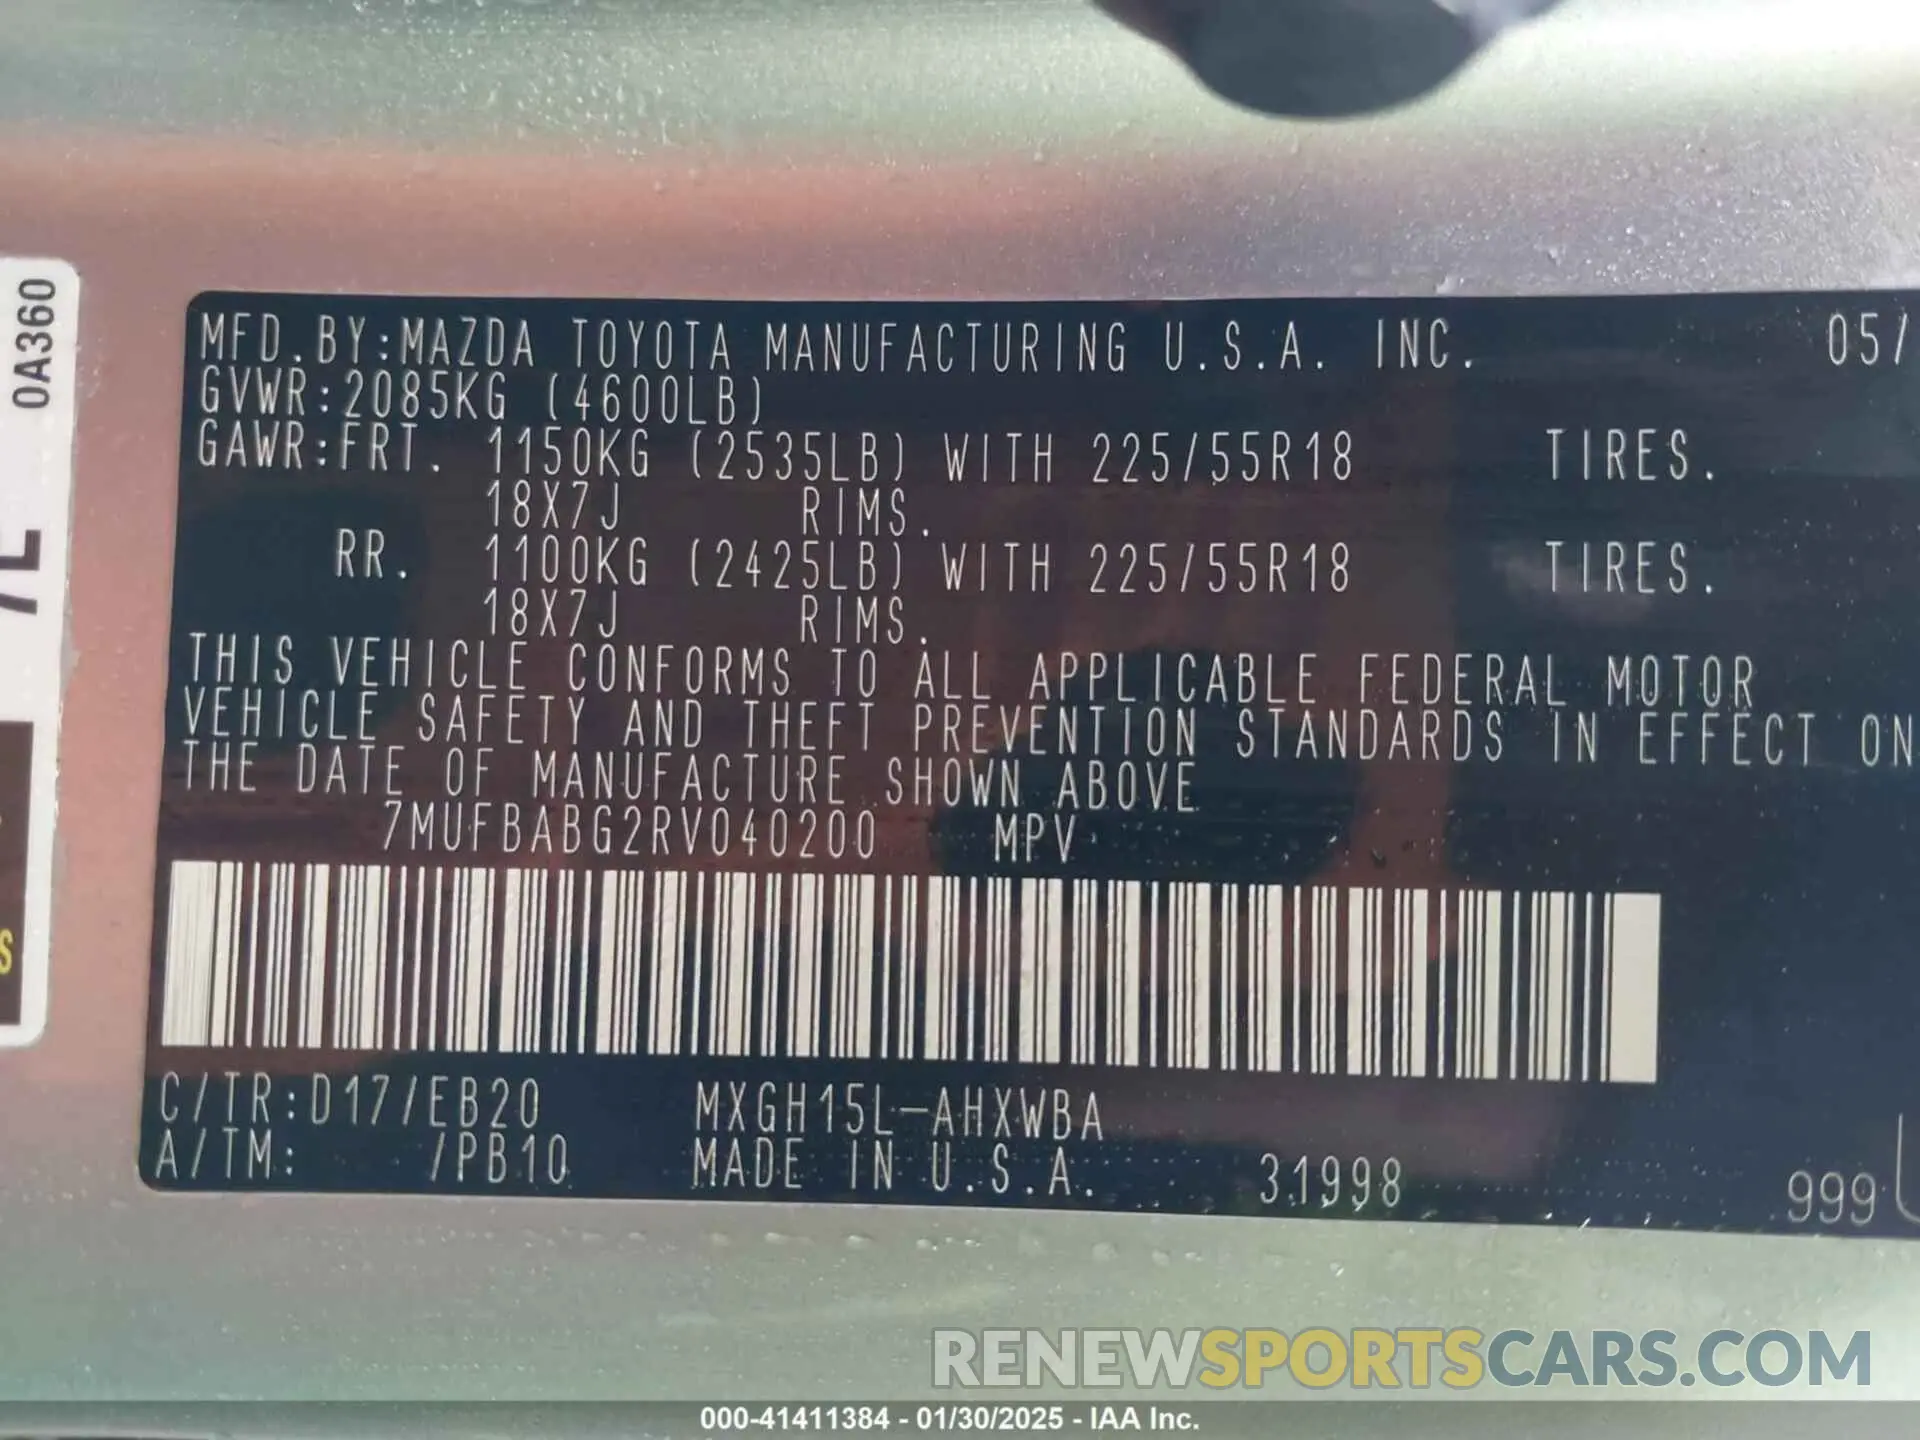 0A360
MFD.BY:MAZDA TOYOTA MANUFACTURING U.S.A. INC. 05/
GVWR:2085KG (4600LB)
GAWR:FRT. 1150KG (2535LB) WITH 225/55R18 TIRES.
18X7J RIMS.
RR. 1100KG (2425LB) WITH 225/55R18 TIRES.
18X7J RIMS.
THIS VEHICLE CONFORMS TO ALL APPLICABLE FEDERAL MOTOR
VEHICLE SAFETY AND THEFT PREVENTION STANDARDS IN EFFECT ON
THE DATE OF MANUFACTURE SHOWN ABOVE
7MUFBABG2RV040200 MPV
C/TR:D17/EB20 MXGH15L-AHXWBA
A/TM: /PB10 MADE IN U.S.A. 31998 999
S
RENEWSPORTSCARS.COM
000-41411384 - 01/30/2025 - IAA Inc.